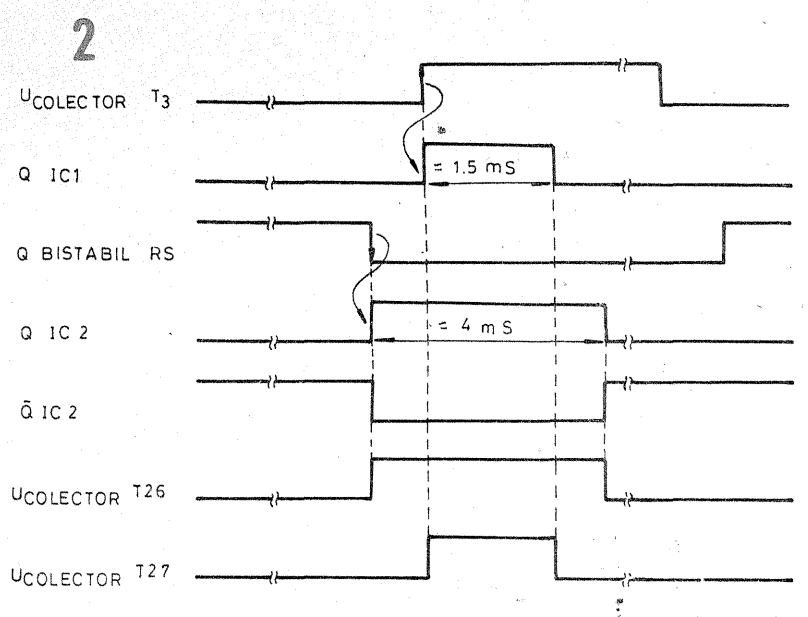 2
UCOLECTOR T3
Q IC1
= 1.5 mS
Q BISTABIL RS
Q IC 2
= 4 mS
Q̄ IC 2
UCOLECTOR T26
UCOLECTOR T27